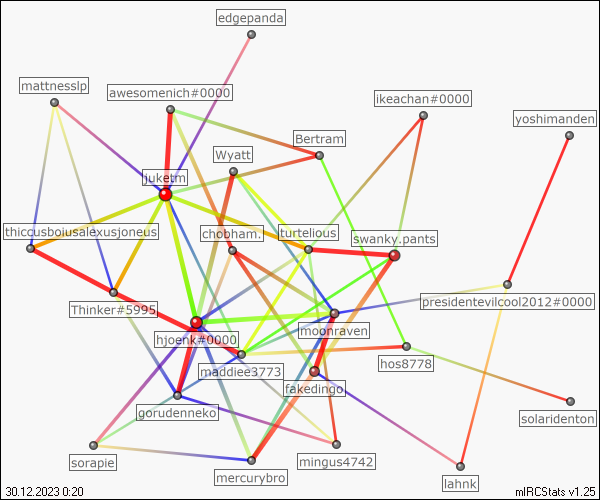 edgepanda
mattnesslp
awesomenich#0000
ikeachan#0000
yoshimanden
Bertram
Wyatt
juketm
thiccusboiusalexusjoneus
chobham.
turtelious
swanky.pants
Thinker#5995
presidentevilcool2012#0000
hjoenk#0000
moonraven
maddiee3773
hos8778
fakedingo
gorudenneko
solaridenton
sorapie
mingus4742
mercurybro
lahnk
30.12.2023 0:20
mIRCStats v1.25